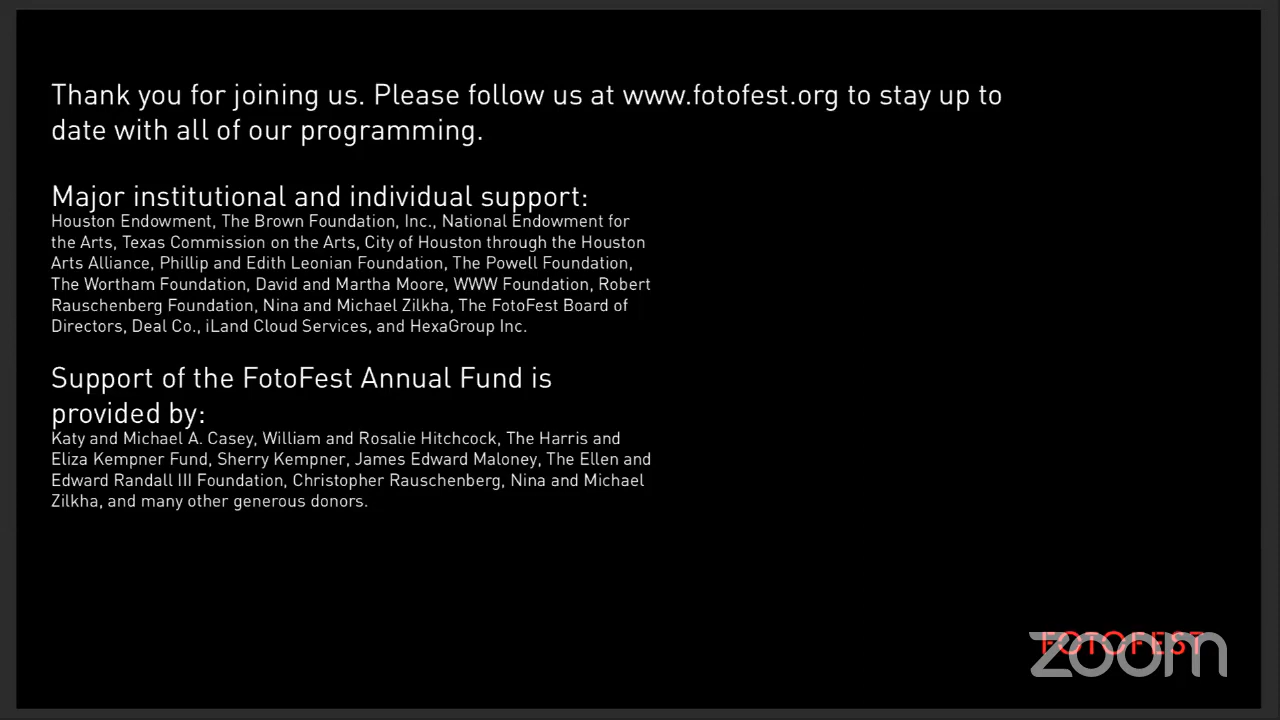 Thank you for joining us. Please follow us at www.fotofest.org to stay up to
date with all of our programming.
Major institutional and individual support:
Houston Endowment, The Brown Foundation, Inc., National Endowment for
the Arts, Texas Commission on the Arts, City of Houston through the Houston
Arts Alliance, Phillip and Edith Leonian Foundation, The Powell Foundation,
The Wortham Foundation, David and Martha Moore, WWW Foundation, Robert
Rauschenberg Foundation, Nina and Michael Zilkha, The FotoFest Board of
Directors, Deal Co., iLand Cloud Services, and HexaGroup Inc.
Support of the FotoFest Annual Fund is
provided by:
Katy and Michael A. Casey, William and Rosalie Hitchcock, The Harris and
Eliza Kempner Fund, Sherry Kempner, James Edward Maloney, The Ellen and
Edward Randall III Foundation, Christopher Rauschenberg, Nina and Michael
Zilkha, and many other generous donors.
FOTOFEST
zoom